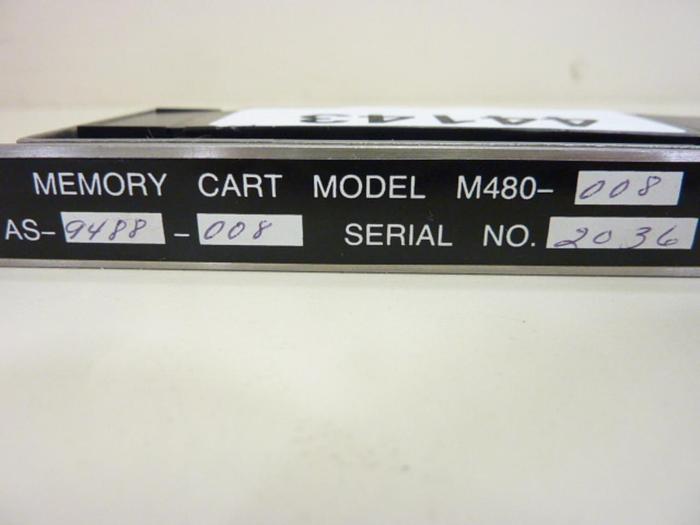 AA143
MEMORY CART MODEL M480-008
AS-9488-008 SERIAL NO. 2036